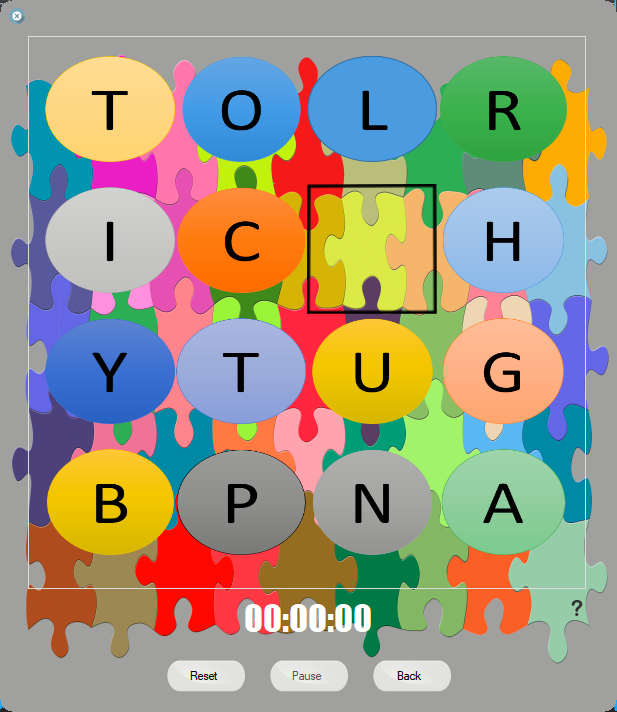 T O L R
I C H
Y T U G
B P N A
00:00:00
?
Reset Pause Back